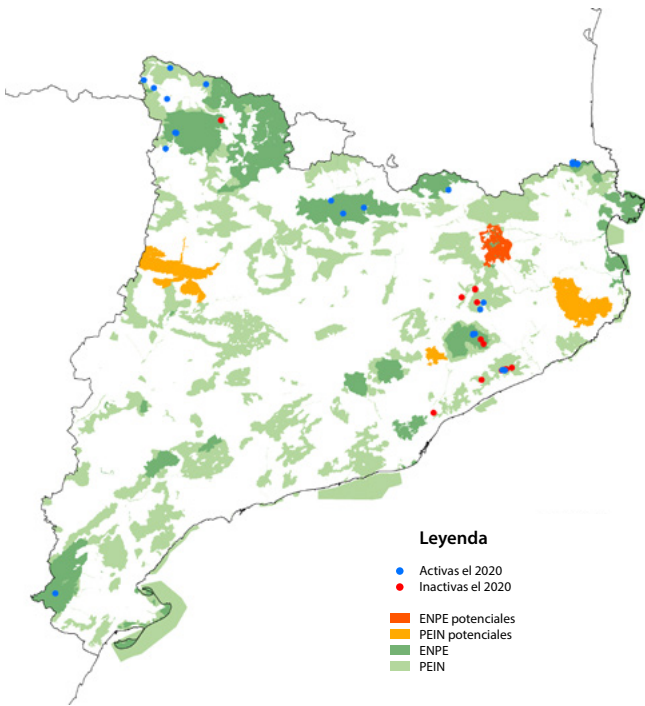 Leyenda
Activas el 2020
Inactivas el 2020
ENPE potenciales
PEIN potenciales
ENPE
PEIN